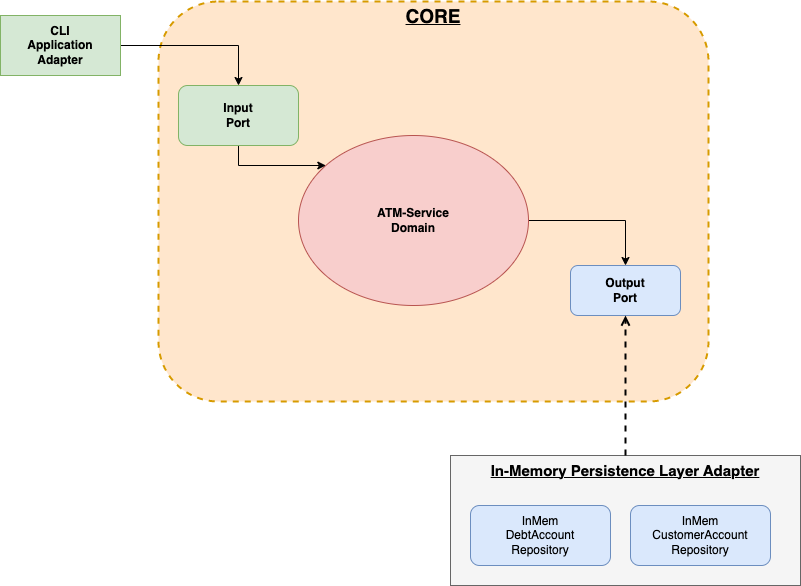 CORE
CLI
Application
Adapter
Input
Port
ATM-Service
Domain
Output
Port
In-Memory Persistence Layer Adapter
InMem
DebtAccount
Repository
InMem
CustomerAccount
Repository